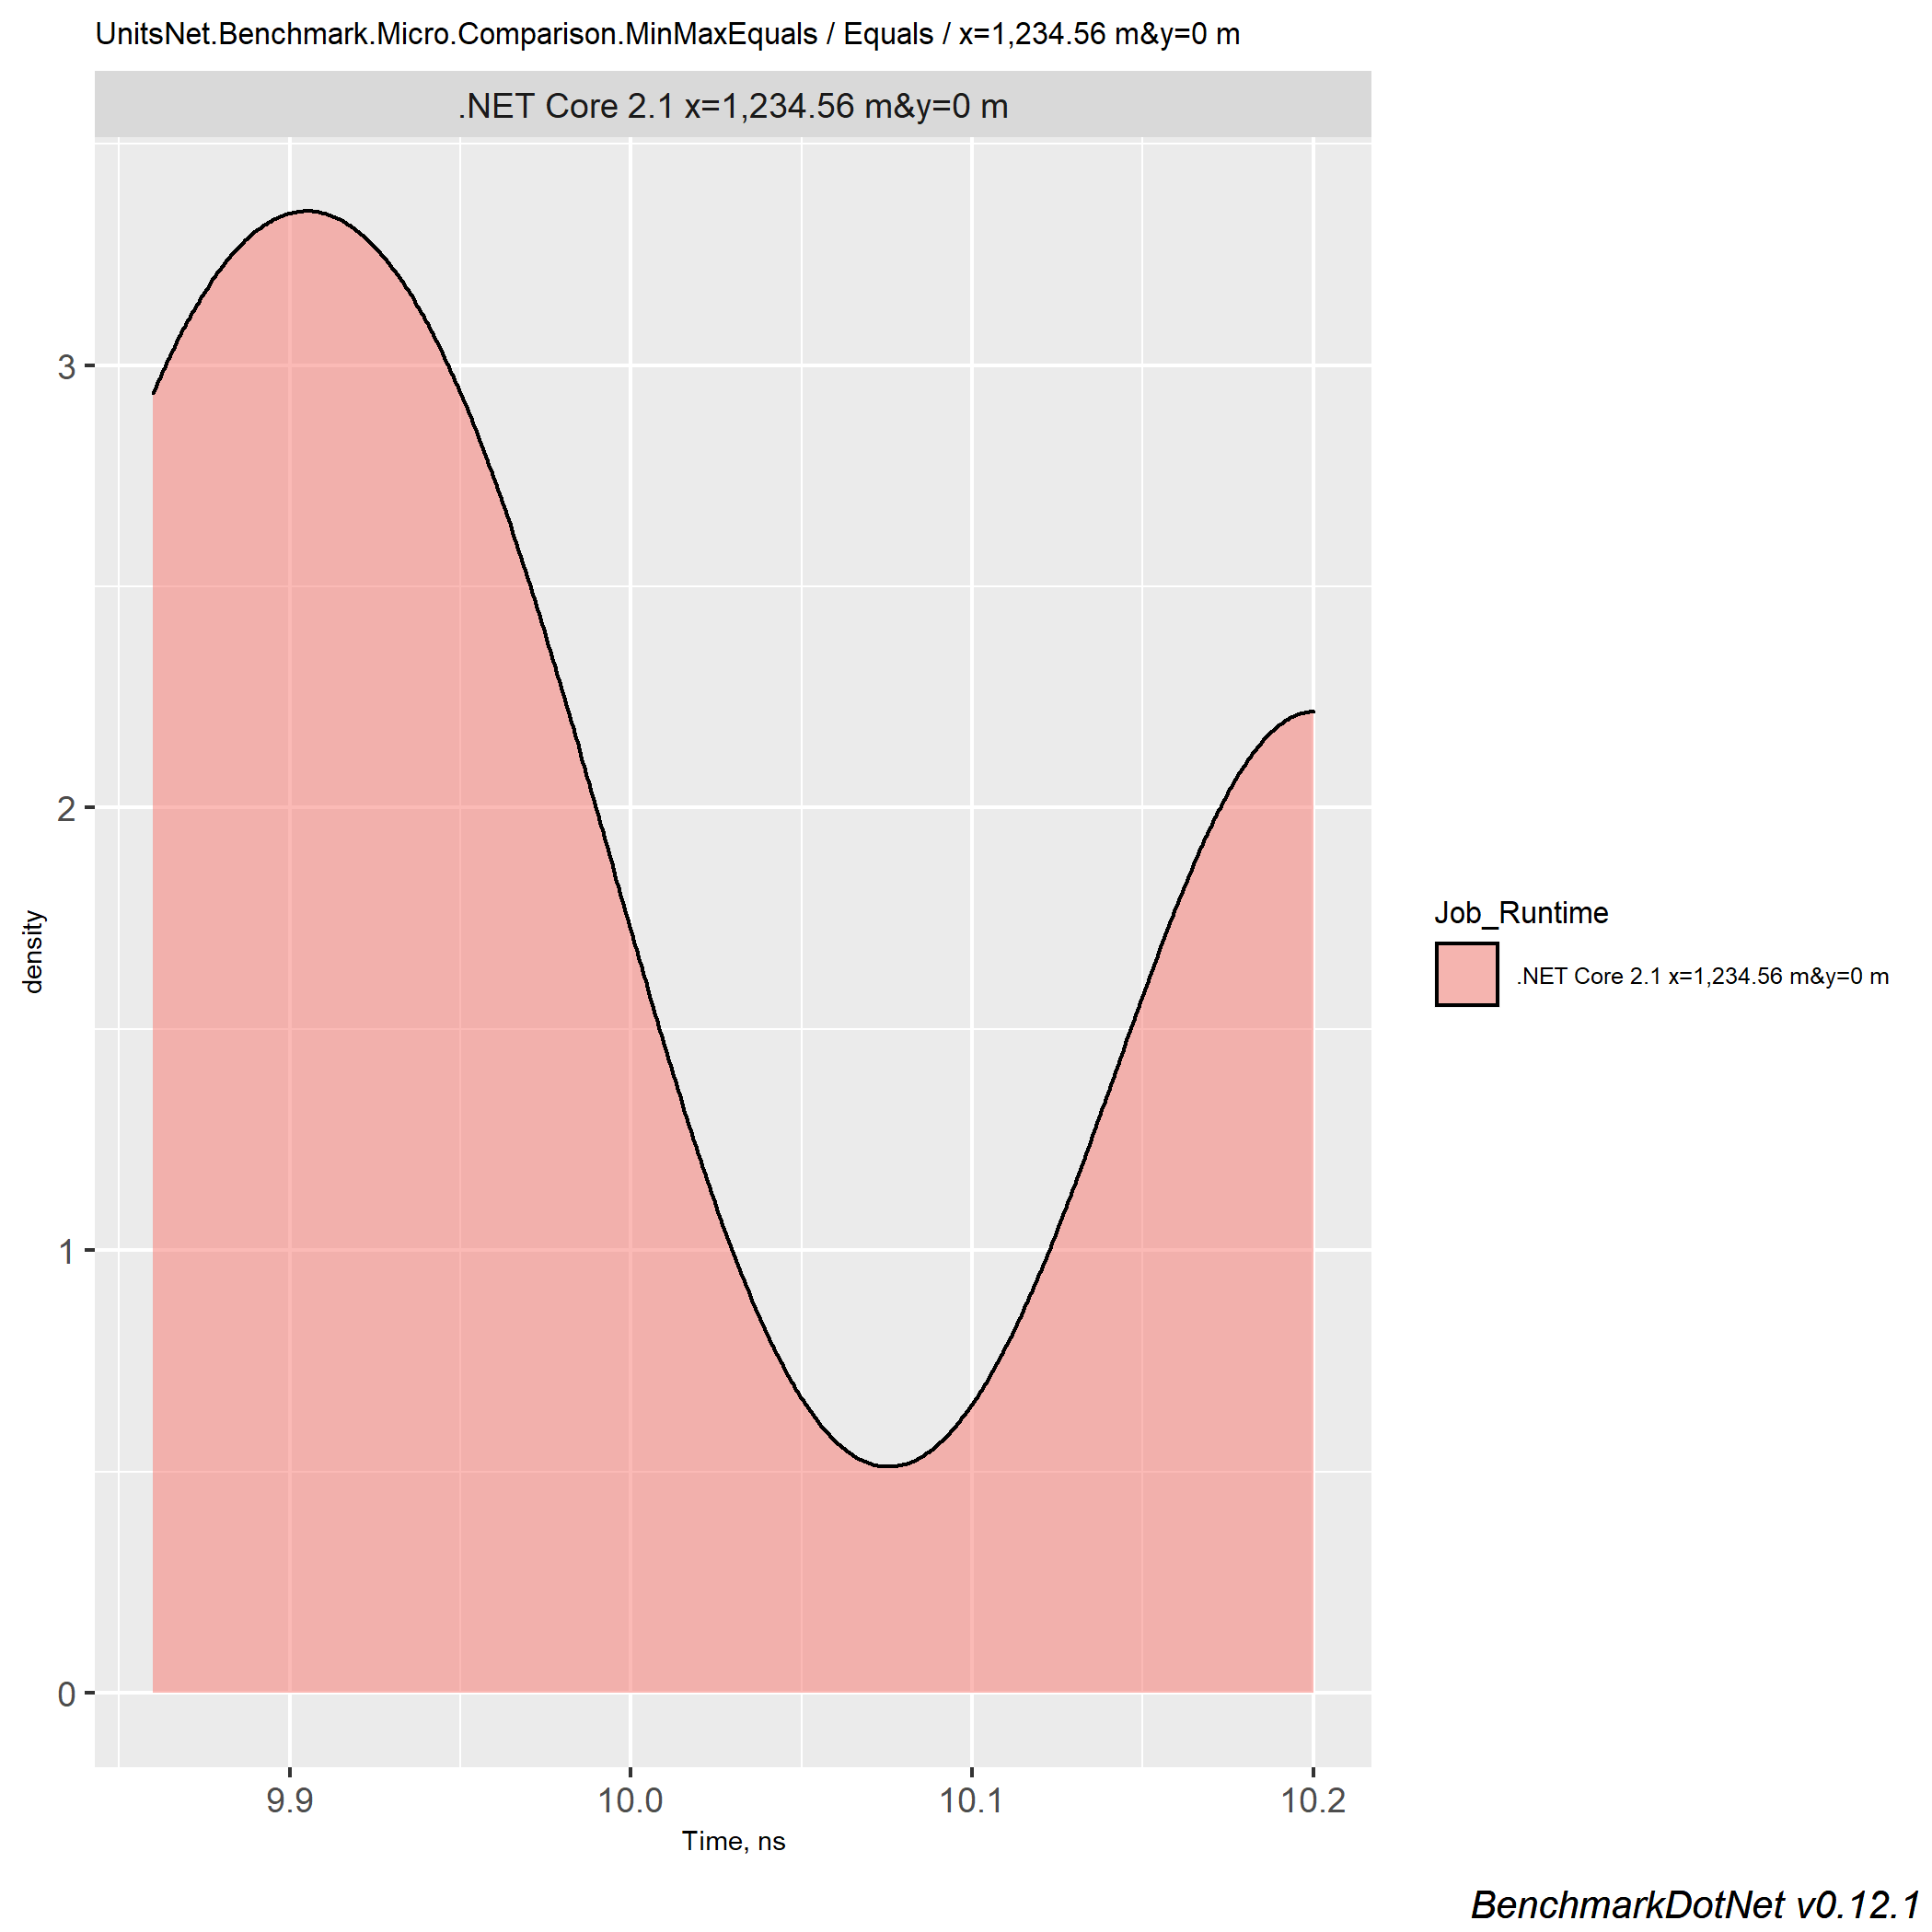 UnitsNet.Benchmark.Micro.Comparison.MinMaxEquals / Equals / x=1,234.56 m&y=0 m
.NET Core 2.1 x=1,234.56 m&y=0 m
3
2
1
0
density
9.9 10.0 10.1 10.2
Time, ns
Job_Runtime
.NET Core 2.1 x=1,234.56 m&y=0 m
BenchmarkDotNet v0.12.1